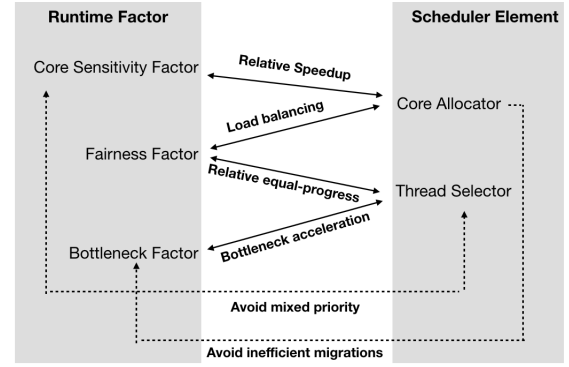 Runtime Factor
Scheduler Element
Core Sensitivity Factor
Relative Speedup
Core Allocator
Load balancing
Fairness Factor
Relative equal-progress
Thread Selector
Bottleneck acceleration
Bottleneck Factor
Avoid mixed priority
Avoid inefficient migrations